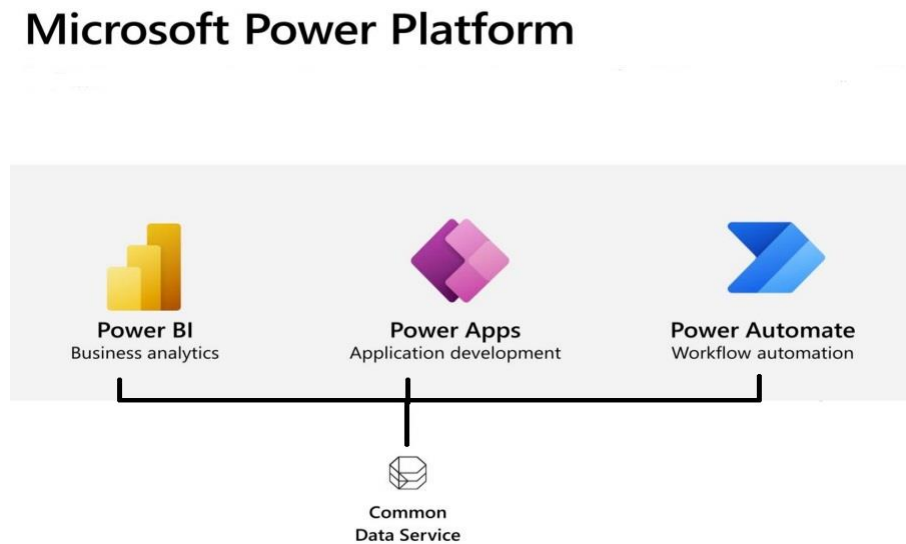 Microsoft Power Platform
Power BI
Business analytics
Power Apps
Application development
Power Automate
Workflow automation
Common
Data Service